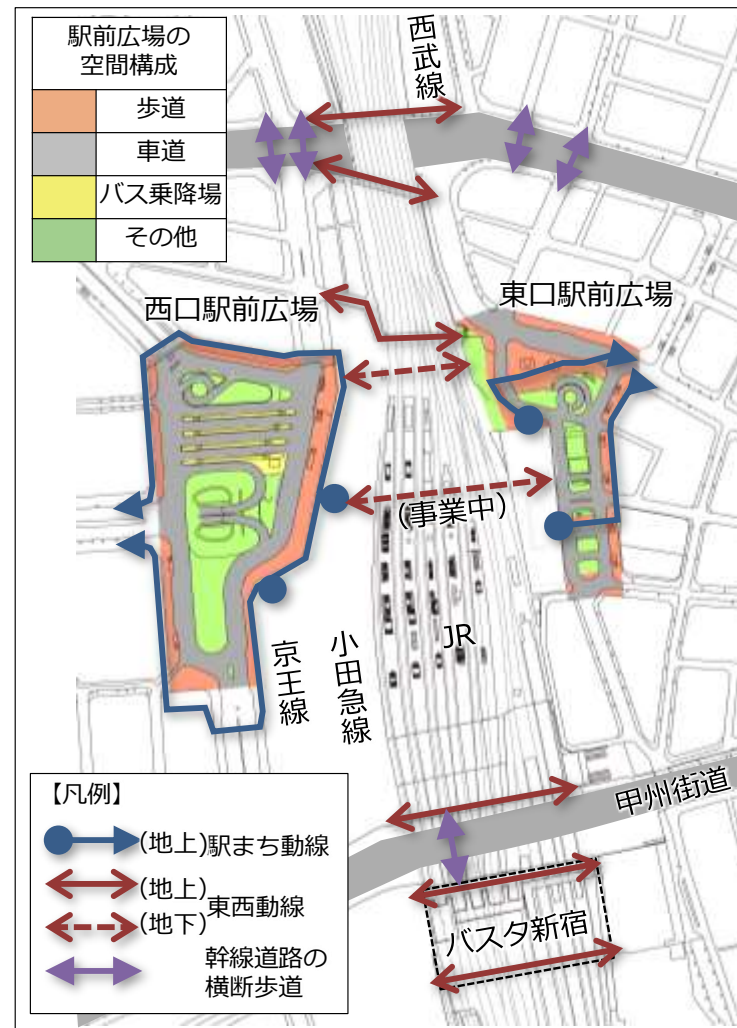 駅前広場の
空間構成
歩道
車道
バス乗降場
その他
西武線
西口駅前広場
東口駅前広場
(事業中)
JR
京王線
小田急線
甲州街道
バスタ新宿
【凡例】
(地上)駅まち動線
(地上)
東西動線
(地下)
幹線道路の
横断歩道